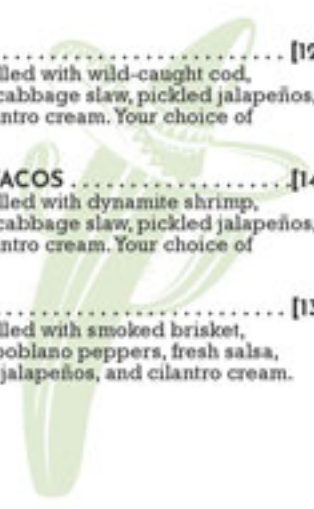 .......................... [12
lled with wild-caught cod,
cabbage slaw, pickled jalapeños,
ntro cream. Your choice of
ACOS .................... [14
lled with dynamite shrimp,
cabbage slaw, pickled jalapeños,
ntro cream. Your choice of
.......................... [13
lled with smoked brisket,
poblano peppers, fresh salsa,
jalapeños, and cilantro cream.